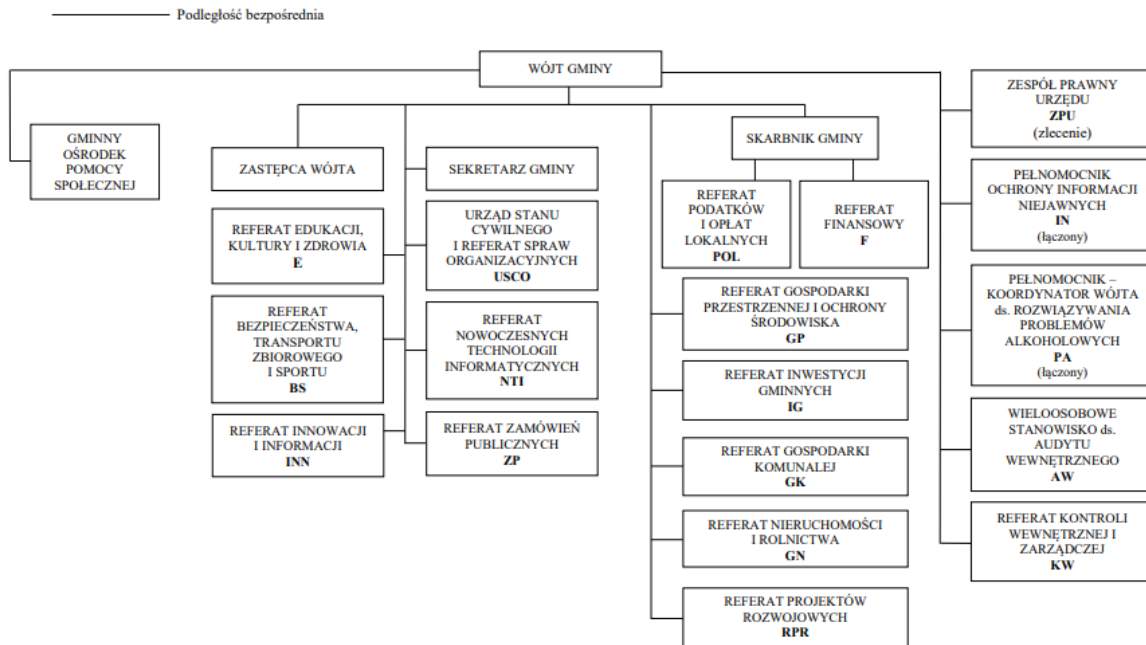 Podległość bezpośrednia
WÓJT GMINY
GMINNY
OŚRODEK
POMOCY
SPOŁECZNEJ
ZASTĘPCA WÓJTA
REFERAT EDUKACJI,
KULTURY I ZDROWIA
E
REFERAT
BEZPIECZEŃSTWA,
TRANSPORTU
ZBIOROWEGO
I SPORTU
BS
REFERAT INNOWACJI
I INFORMACJI
INN
SEKRETARZ GMINY
URZĄD STANU
CYWILNEGO
I REFERAT SPRAW
ORGANIZACYJNYCH
USCO
REFERAT
NOWOCZESNYCH
TECHNOLOGII
INFORMATYCZNYCH
NTI
REFERAT ZAMÓWIEŃ
PUBLICZNYCH
ZP
SKARBNIK GMINY
REFERAT
PODATKÓW
I OPŁAT
LOKALNYCH
POL
REFERAT
FINANSOWY
F
REFERAT GOSPODARKI
PRZESTRZENNEJ I OCHRONY
ŚRODOWISKA
GP
REFERAT INWESTYCJI
GMINNYCH
IG
REFERAT GOSPODARKI
KOMUNALEJ
GK
REFERAT NIERUCHOMOŚCI
I ROLNICTWA
GN
REFERAT PROJEKTÓW
ROZWOJOWYCH
RPR
ZESPÓŁ PRAWNY
URZĘDU
ZPU
(zlecenie)
PEŁNOMOCNIK
OCHRONY INFORMACJI
NIEJAWNYCH
IN
(łączony)
PEŁNOMOCNIK –
KOORDYNATOR WÓJTA
ds. ROZWIĄZYWANIA
PROBLEMÓW
ALKOHOLOWYCH
PA
(łączony)
WIELOOSOBOWE
STANOWISKO ds.
AUDYTU
WEWNĘTRZNEGO
AW
REFERAT KONTROLI
WEWNĘTRZNEJ I
ZARZĄDCZEJ
KW